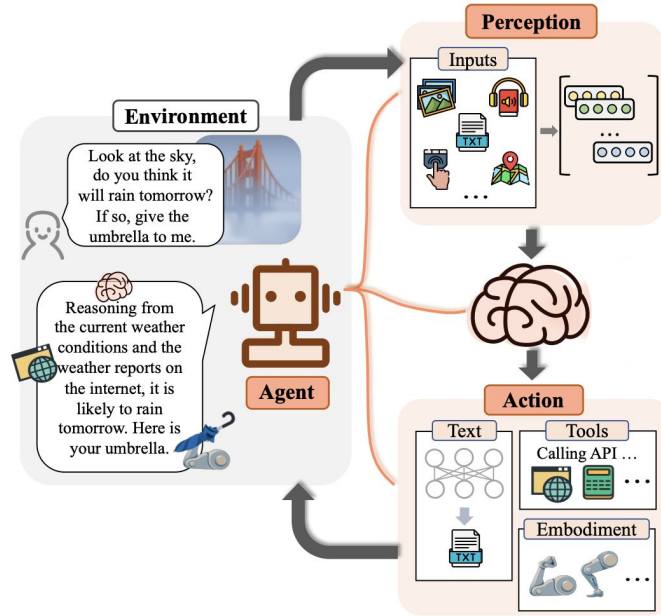 Perception
Inputs
TXT
...
...
Environment
Look at the sky,
do you think it
will rain tomorrow?
If so, give the
umbrella to me.
Reasoning from
the current weather
conditions and the
weather reports on
the internet, it is
likely to rain
tomorrow. Here is
your umbrella.
Agent
Action
Text
TXT
Tools
Calling API ...
...
Embodiment
...